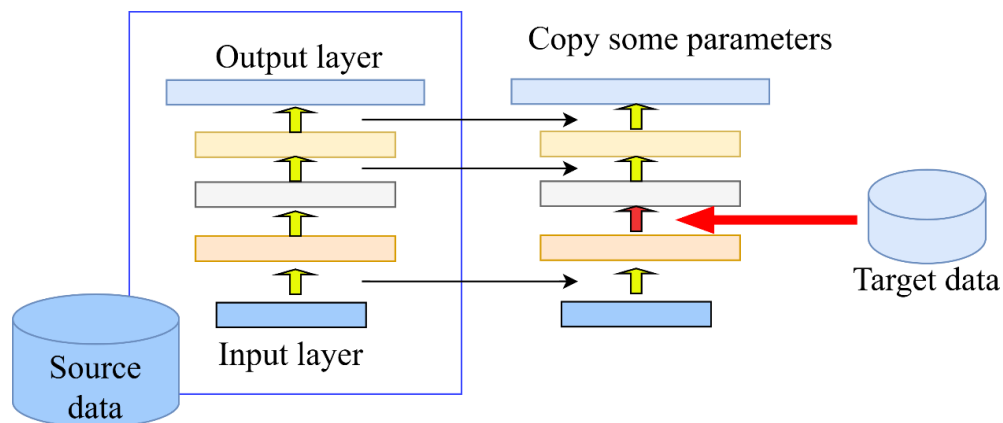 Output layer
Copy some parameters
Target data
Input layer
Source
data